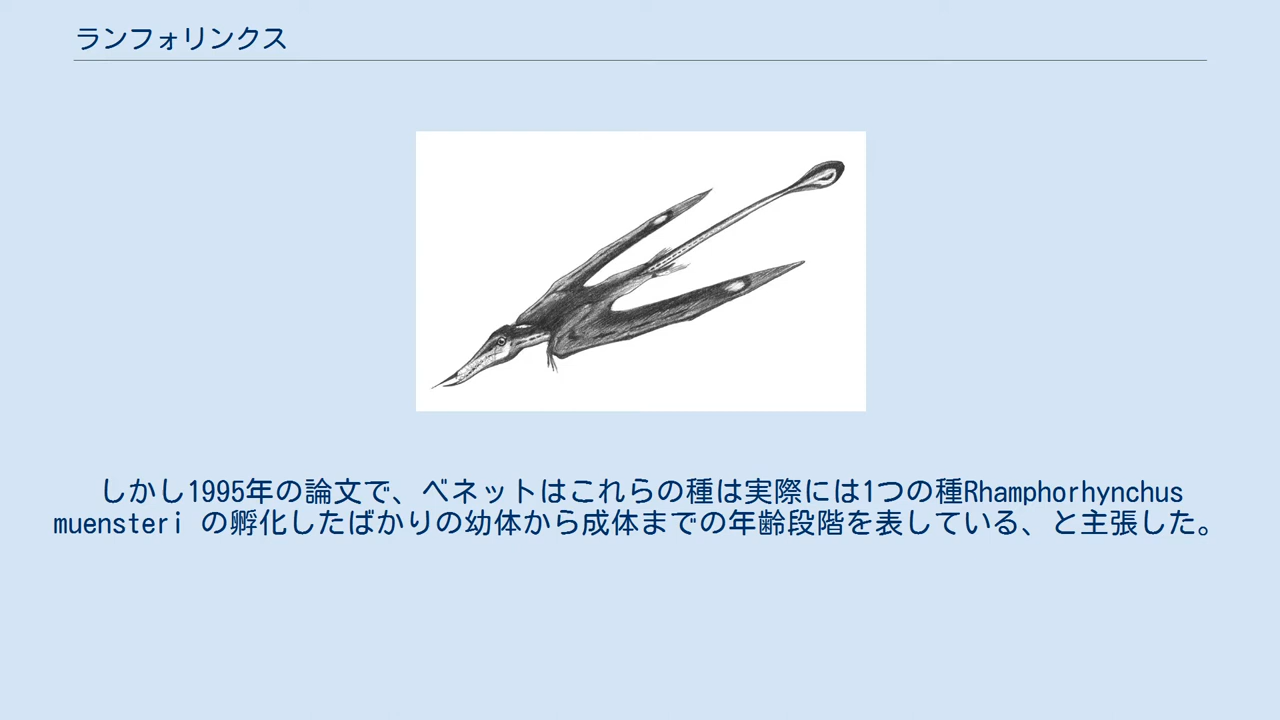 ランフォリンクス
しかし1995年の論文で、ベネットはこれらの種は実際には1つの種Rhamphorhynchus
muensteri の孵化したばかりの幼体から成体までの年齢段階を表している、と主張した。